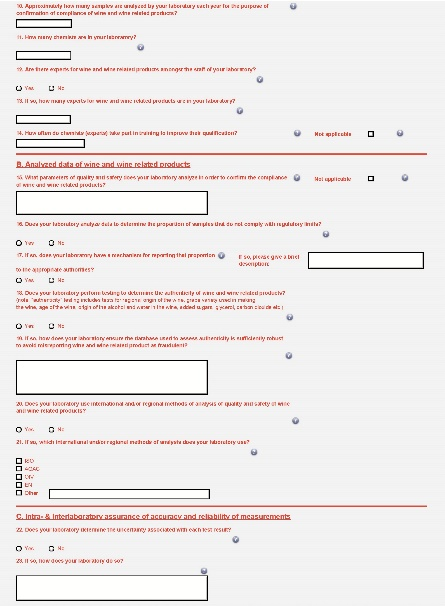 10. Approximately how many samples are analyzed by your laboratory each year for the purpose of
confirmation of compliance of wine and wine related products?
11. How many chemists are in your laboratory?
12. Are there experts for wine and wine related products amongst the staff of your laboratory?
Yes No
13. If so, how many experts for wine and wine related products are in your laboratory?
14. How often do chemists (experts) take part in training to improve their qualification? Not applicable
B. Analyzed data of wine and wine related products
15. What parameters of quality and safety does your laboratory analyze in order to confirm the compliance Not applicable
of wine and wine related products?
16. Does your laboratory analyze data to determine the proportion of samples that do not comply with regulatory limits?
Yes No
17. If so, does your laboratory have a mechanism for reporting that proportion If so, please give a brief
description:
to the appropriate authorities?
Yes No
18. Does your laboratory perform testing to determine the authenticity of wine and wine related products?
(note: "authenticity" testing includes tests for regional origin of the wine, grape variety used in making
the wine, age of the wine, origin of the alcohol and water in the wine, added sugars, glycerol, carbon dioxide etc.)
Yes No
19. If so, how does your laboratory ensure the database used to assess authenticity is sufficiently robust
to avoid misreporting wine and wine related product as fraudulent?
20. Does your laboratory use international and/or regional methods of analysis of quality and safety of wine
and wine related products?
Yes No
21. If so, which international and/or regional methods of analysis does your laboratory use?
ISO
AOAC
OIV
EN
Other
C. Intra- & Interlaboratory assurance of accuracy and reliability of measurements
22. Does your laboratory determine the uncertainty associated with each test result?
Yes No
23. If so, how does your laboratory do so?